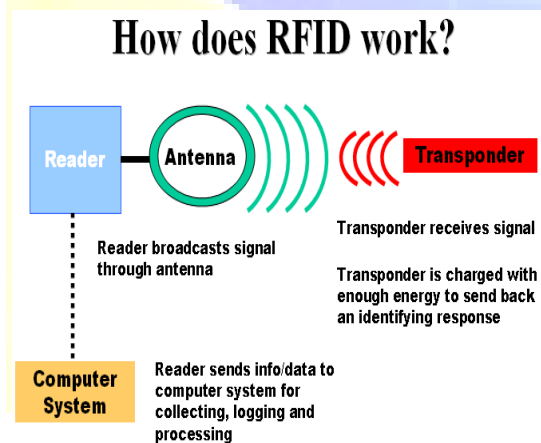 How does RFID work?
Reader
Antenna
Transponder
Reader broadcasts signal
through antenna
Transponder receives signal
Transponder is charged with
enough energy to send back
an identifying response
Computer
System
Reader sends info/data to
computer system for
collecting, logging and
processing